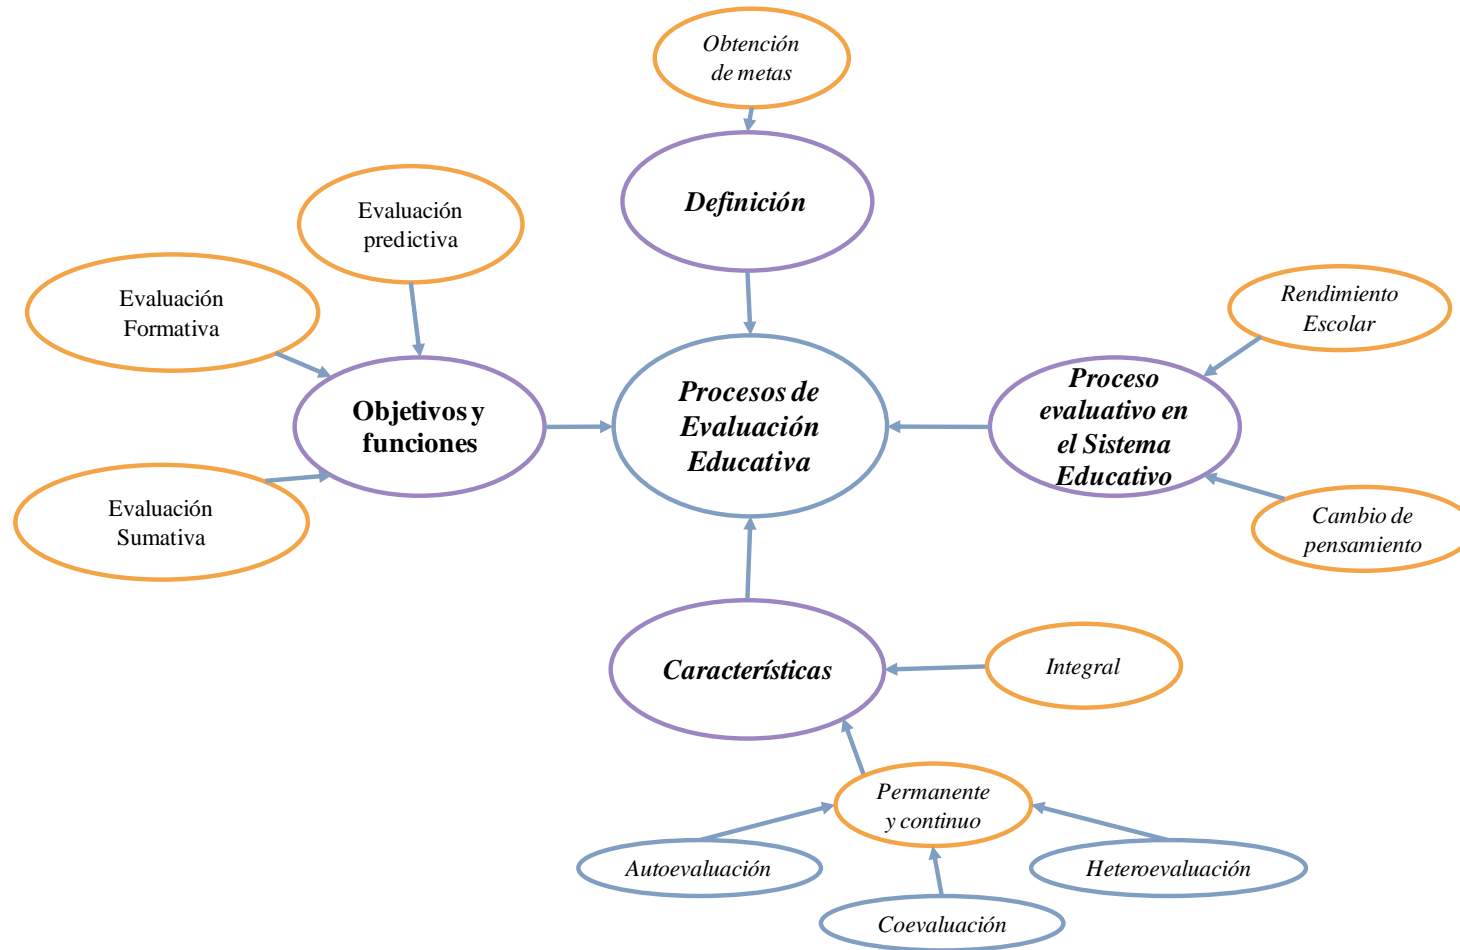 Obtención
de metas
Definición
Evaluación
predictiva
Evaluación
Formativa
Objetivos y
funciones
Evaluación
Sumativa
Procesos de
Evaluación
Educativa
Rendimiento
Escolar
Proceso
evaluativo en
el Sistema
Educativo
Cambio de
pensamiento
Características
Integral
Permanente
y continuo
Autoevaluación
Heteroevaluación
Coevaluación